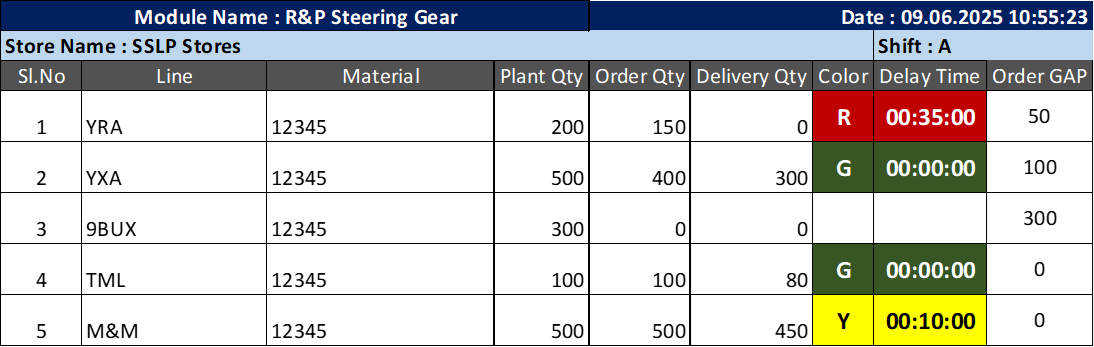 Module Name : R&P Steering Gear Date : 09.06.2025 10:55:23
Store Name : SSLP Stores Shift : A
Sl.No Line Material Plant Qty Order Qty Delivery Qty Color Delay Time Order GAP
1 YRA 12345 200 150 0 R 00:35:00 50
2 YXA 12345 500 400 300 G 00:00:00 100
3 9BUX 12345 300 0 0 300
4 TML 12345 100 100 80 G 00:00:00 0
5 M&M 12345 500 500 450 Y 00:10:00 0